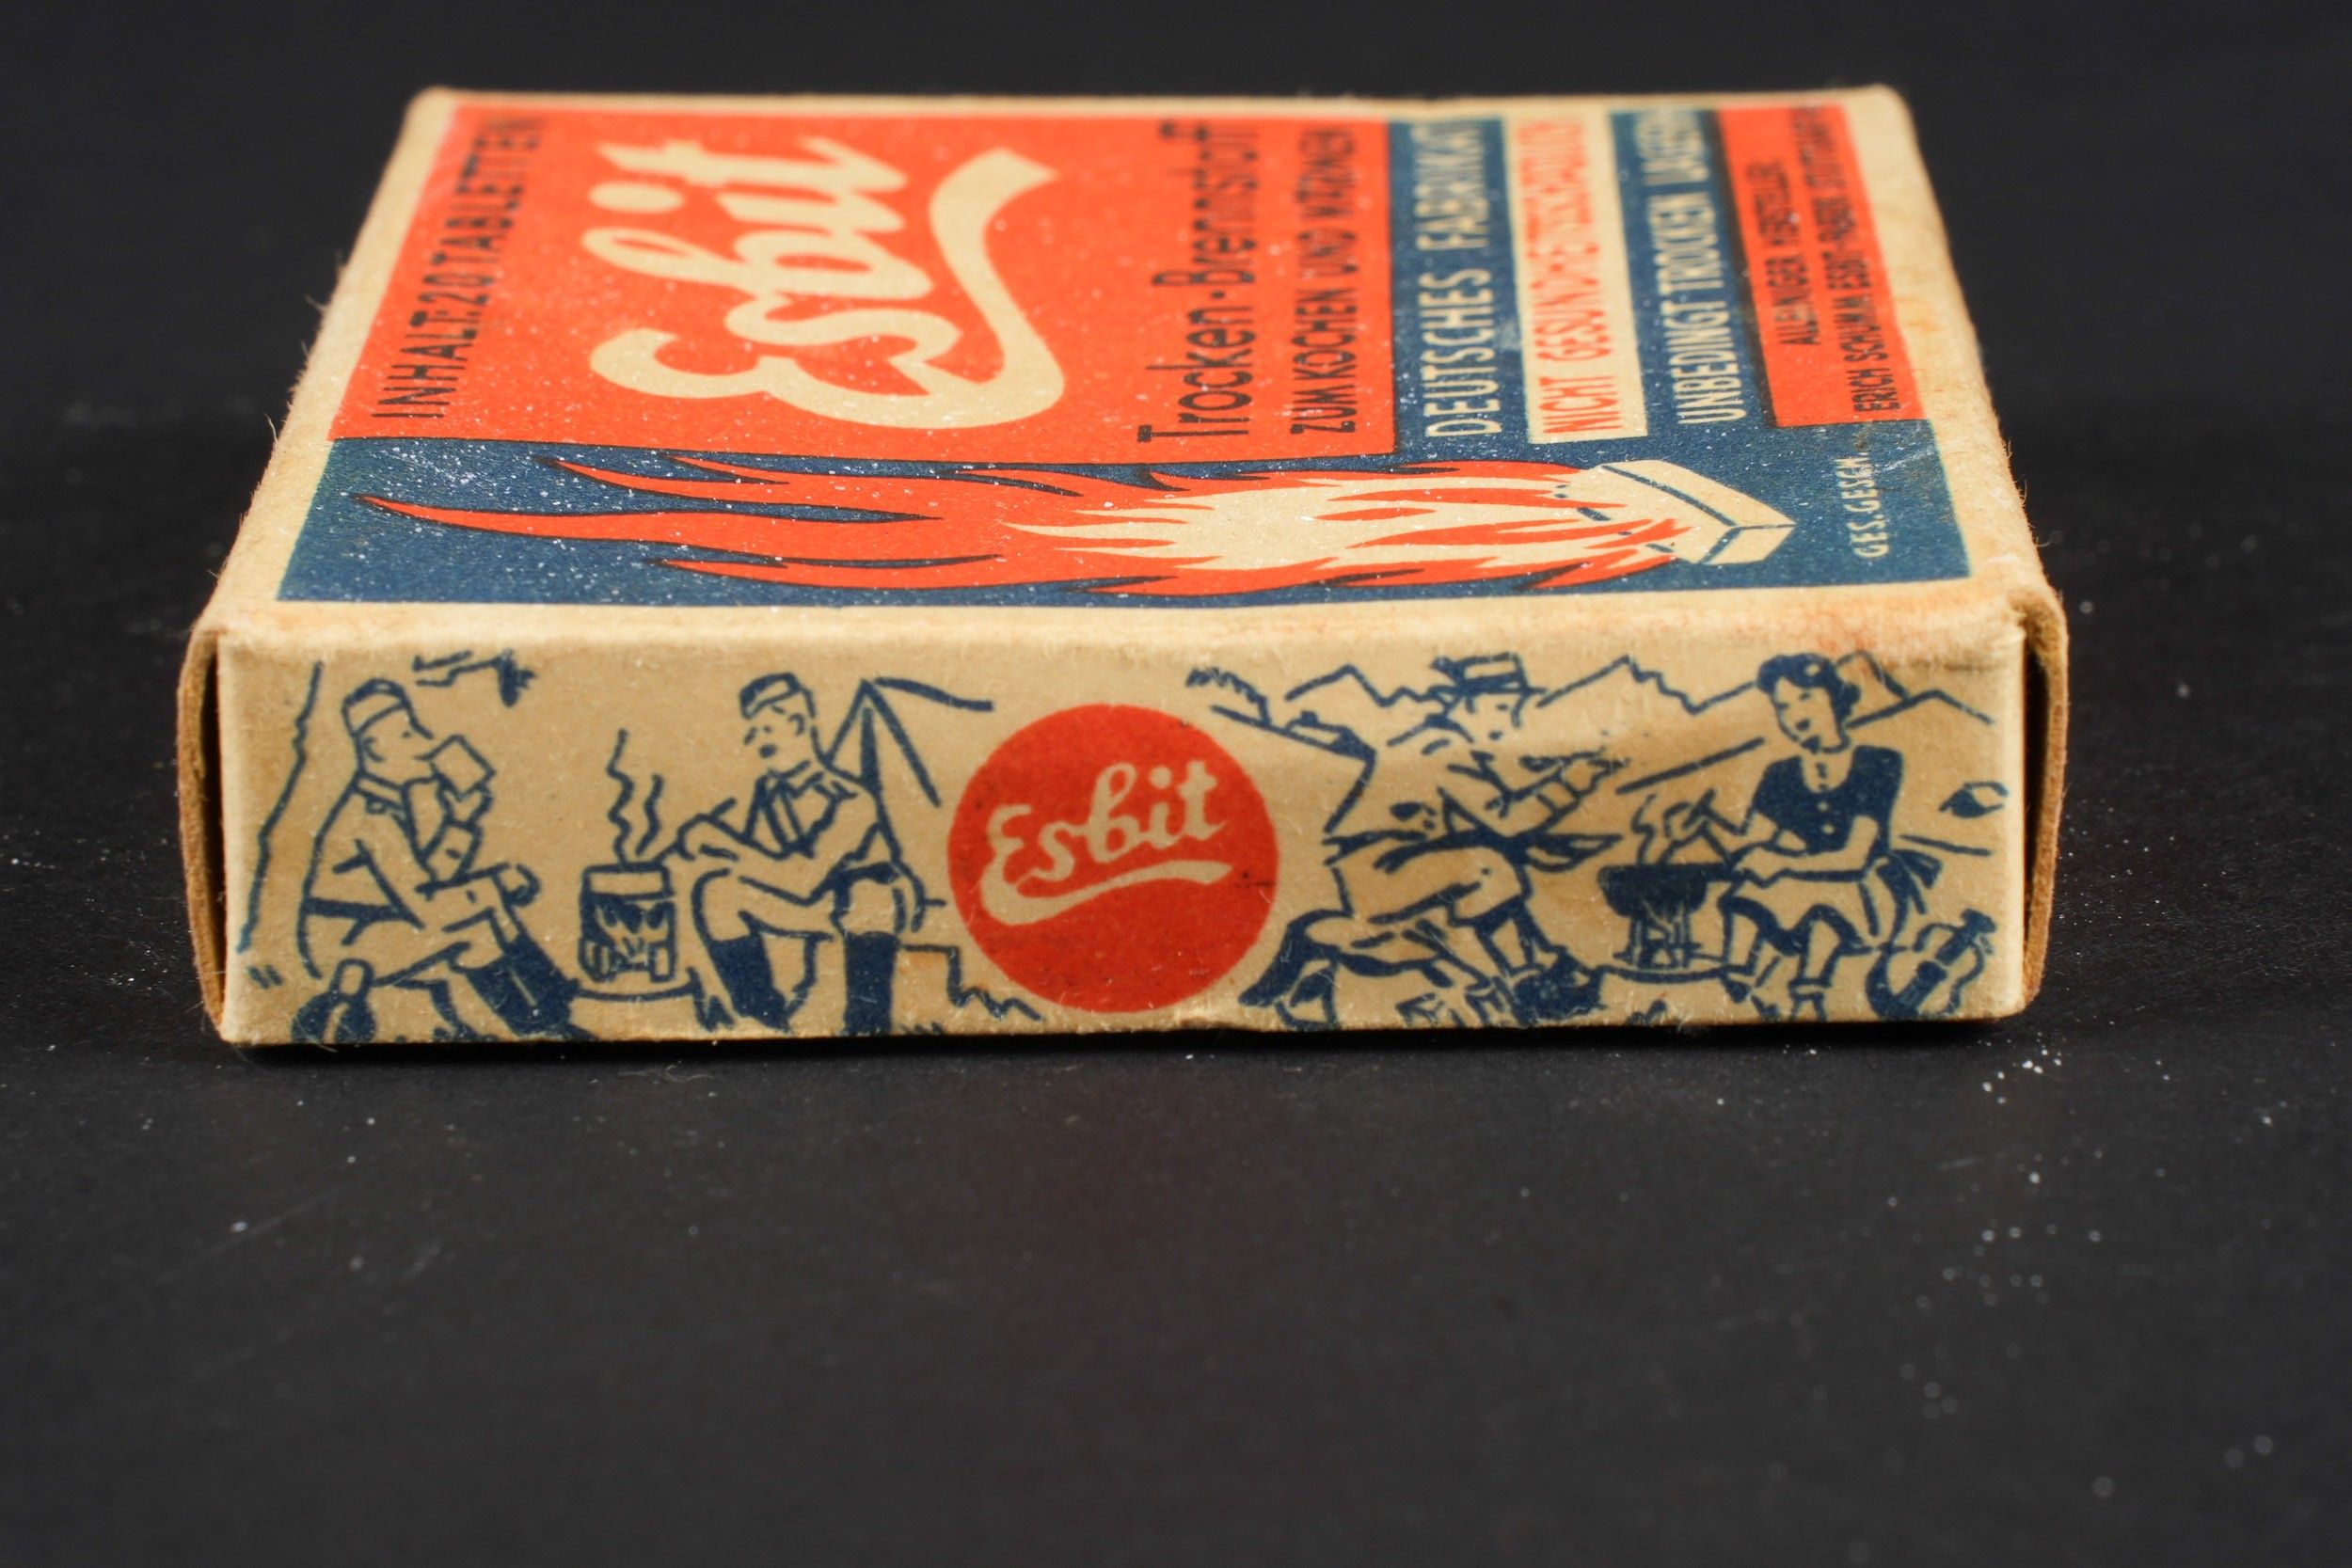 INHALT: 20 TABLETTEN
Esbit
Trocken-Brennstoff
ZUM KOCHEN UND WÄRMEN
DEUTSCHES FABRIKAT
NICHT GESUNDHEITSSCHÄDLICH
UNBEDINGT TROCKEN LAGERN
ALLEINIGER HERSTELLER
ERICH SCHUMM ESBIT-FABRIK STUTTGART
GES. GESCH.
Esbit